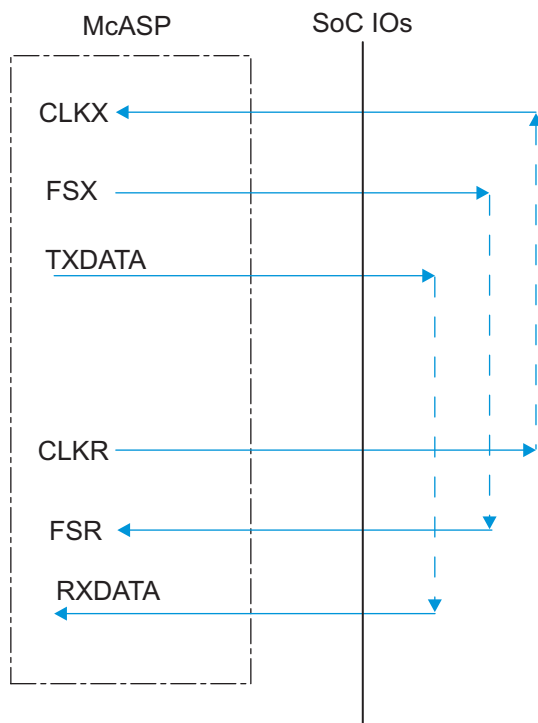 McASP
SoC IOs
CLKX
FSX
TXDATA
CLKR
FSR
RXDATA